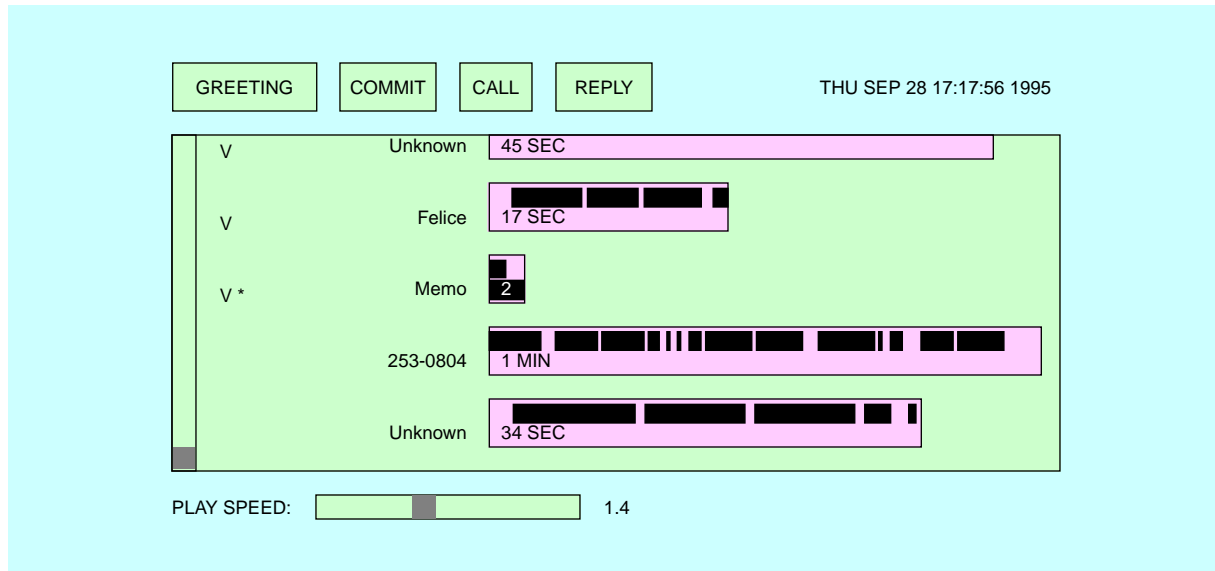 GREETING COMMIT CALL REPLY THU SEP 28 17:17:56 1995
V Unknown 45 SEC
V Felice 17 SEC
V * Memo 2
253-0804 1 MIN
Unknown 34 SEC
PLAY SPEED: 1.4